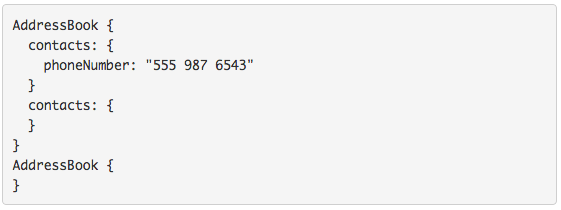 AddressBook {
  contacts: {
    phoneNumber: "555 987 6543"
  }
  contacts: {
  }
}
AddressBook {
}